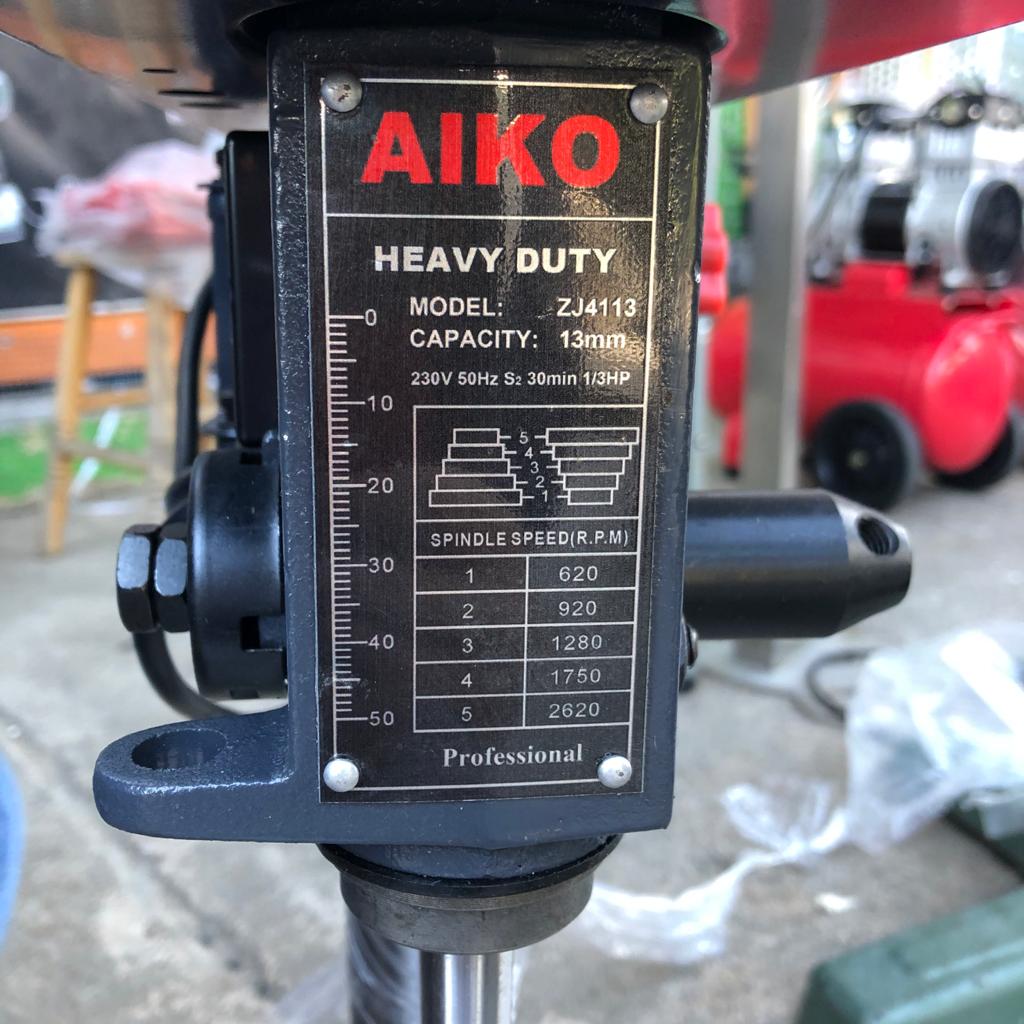 AIKO
HEAVY DUTY
MODEL: ZJ4113
CAPACITY: 13mm
230V 50Hz S2 30min 1/3HP
0
10
20
30
40
50
5
4
3
2
1
SPINDLE SPEED(R.P.M)
1 620
2 920
3 1280
4 1750
5 2620
Professional